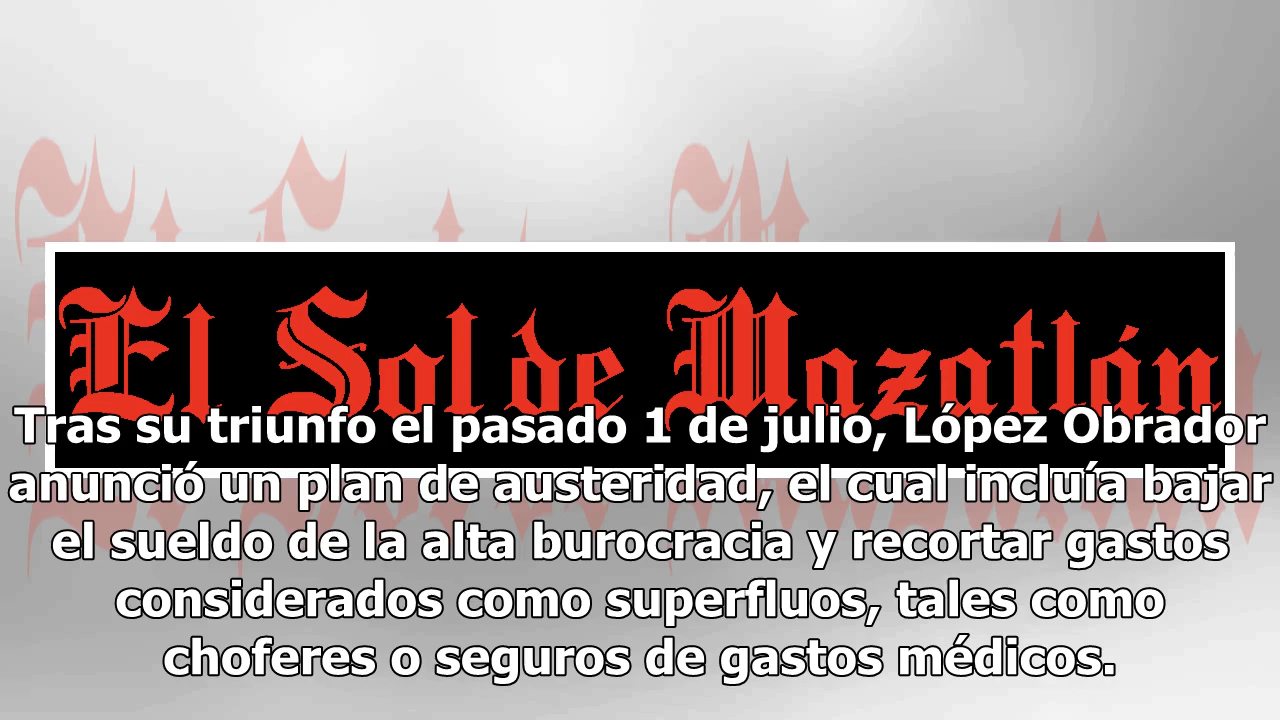 El Sol de Mazatlán
Tras su triunfo el pasado 1 de julio, López Obrador
anunció un plan de austeridad, el cual incluía bajar
el sueldo de la alta burocracia y recortar gastos
considerados como superfluos, tales como
choferes o seguros de gastos médicos.